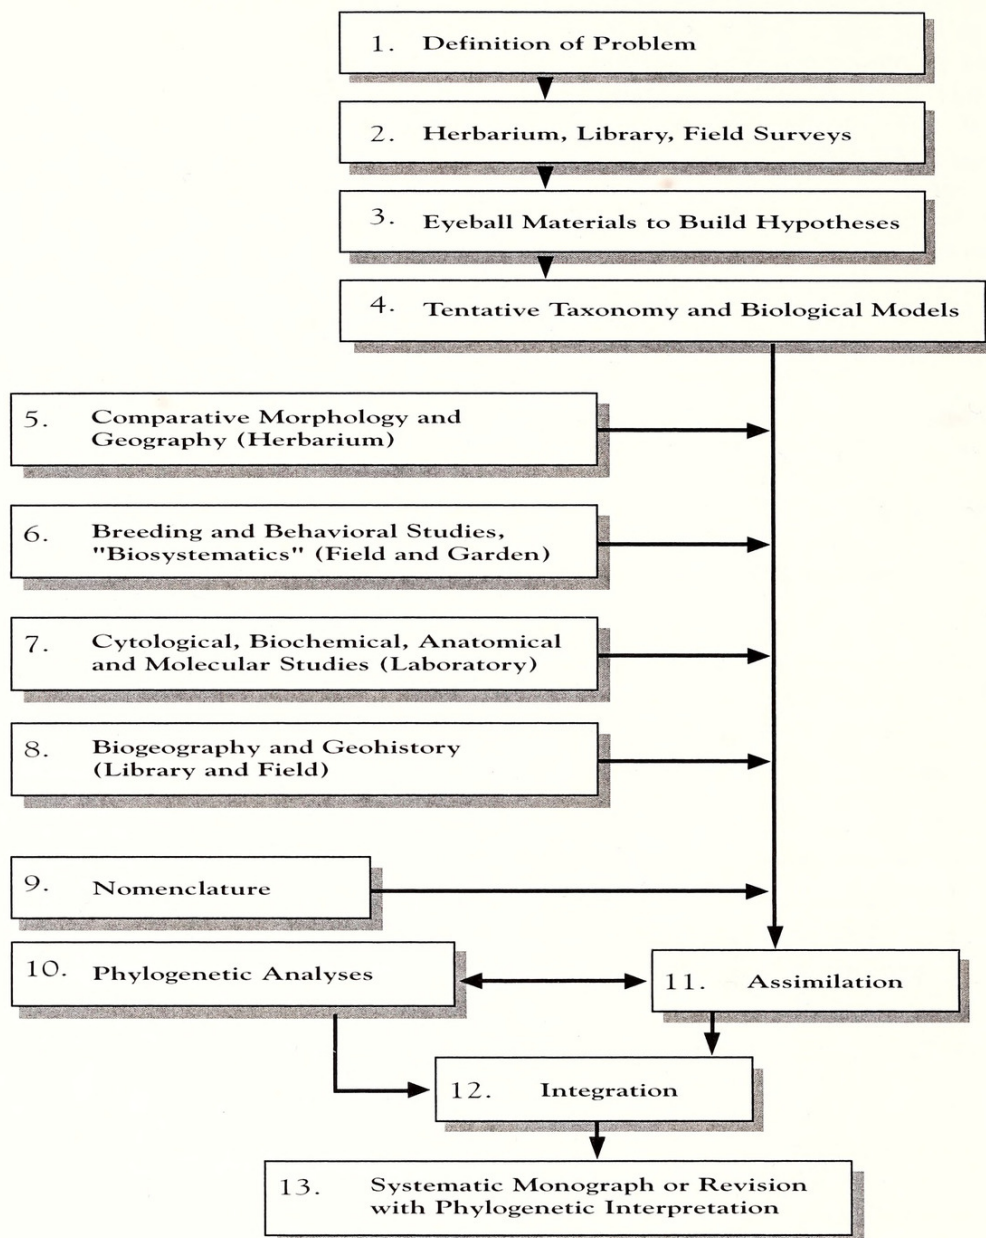 1. Definition of Problem
2. Herbarium, Library, Field Surveys
3. Eyeball Materials to Build Hypotheses
4. Tentative Taxonomy and Biological Models
5. Comparative Morphology and
Geography (Herbarium)
6. Breeding and Behavioral Studies,
"Biosystematics" (Field and Garden)
7. Cytological, Biochemical, Anatomical
and Molecular Studies (Laboratory)
8. Biogeography and Geohistory
(Library and Field)
9. Nomenclature
10. Phylogenetic Analyses
11. Assimilation
12. Integration
13. Systematic Monograph or Revision
with Phylogenetic Interpretation